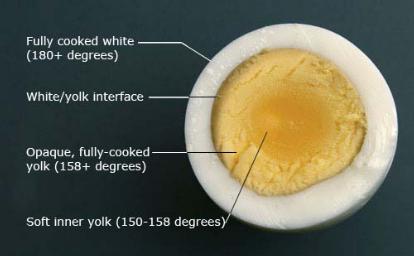 Fully cooked white
(180+ degrees)
White/yolk interface
Opaque, fully-cooked
yolk (158+ degrees)
Soft inner yolk (150-158 degrees)